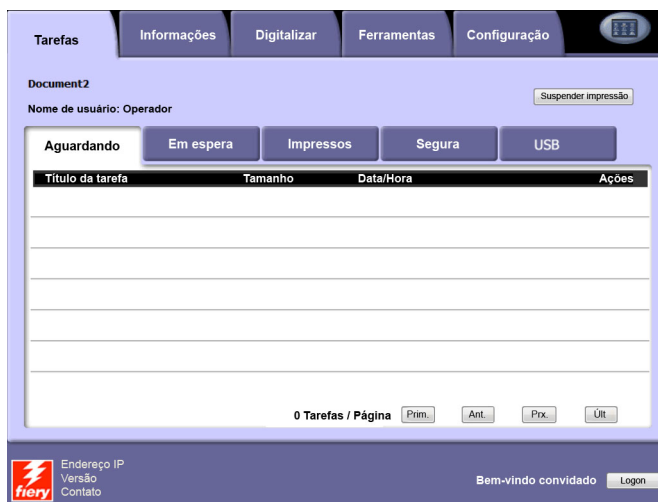 Tarefas Informações Digitalizar Ferramentas Configuração
Document2
Suspender impressão
Nome de usuário: Operador
Aguardando Em espera Impressos Segura USB
Título da tarefa Tamanho Data/Hora Ações
0 Tarefas / Página Prim. Ant. Prx. Últ
Endereço IP
Versão
Contato
fiery
Bem-vindo convidado Logon